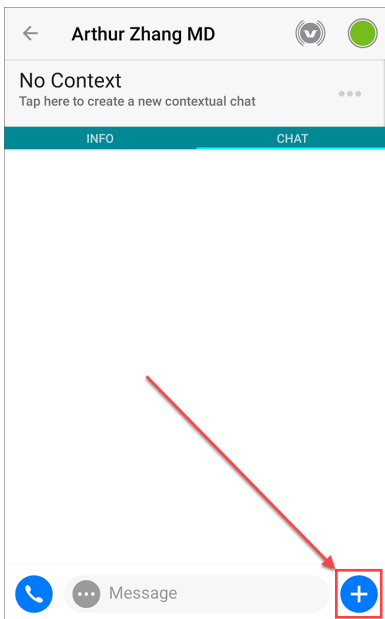 Arthur Zhang MD
No Context
Tap here to create a new contextual chat
INFO
CHAT
Message